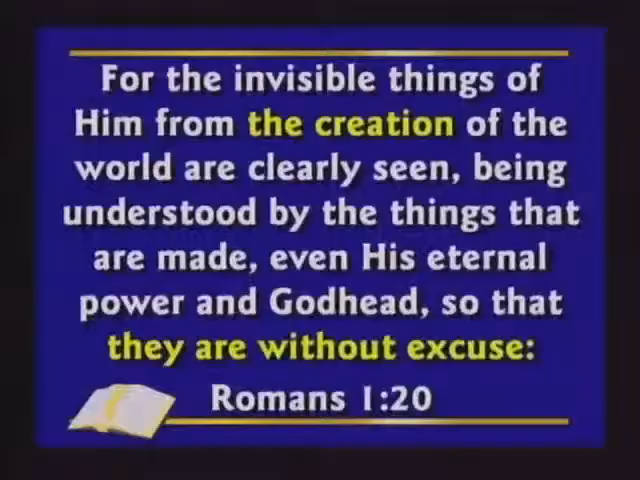 For the invisible things of
Him from the creation of the
world are clearly seen, being
understood by the things that
are made, even His eternal
power and Godhead, so that
they are without excuse:
Romans 1:20